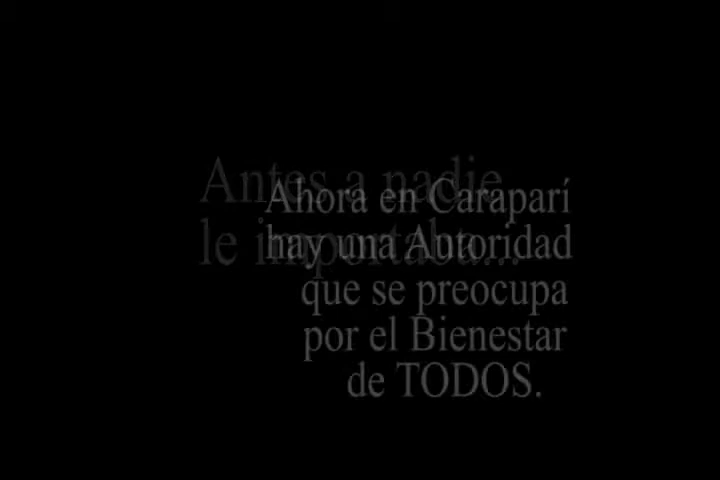 Antes a nadie
le importaba...
Ahora en Caraparí
hay una Autoridad
que se preocupa
por el Bienestar
de TODOS.